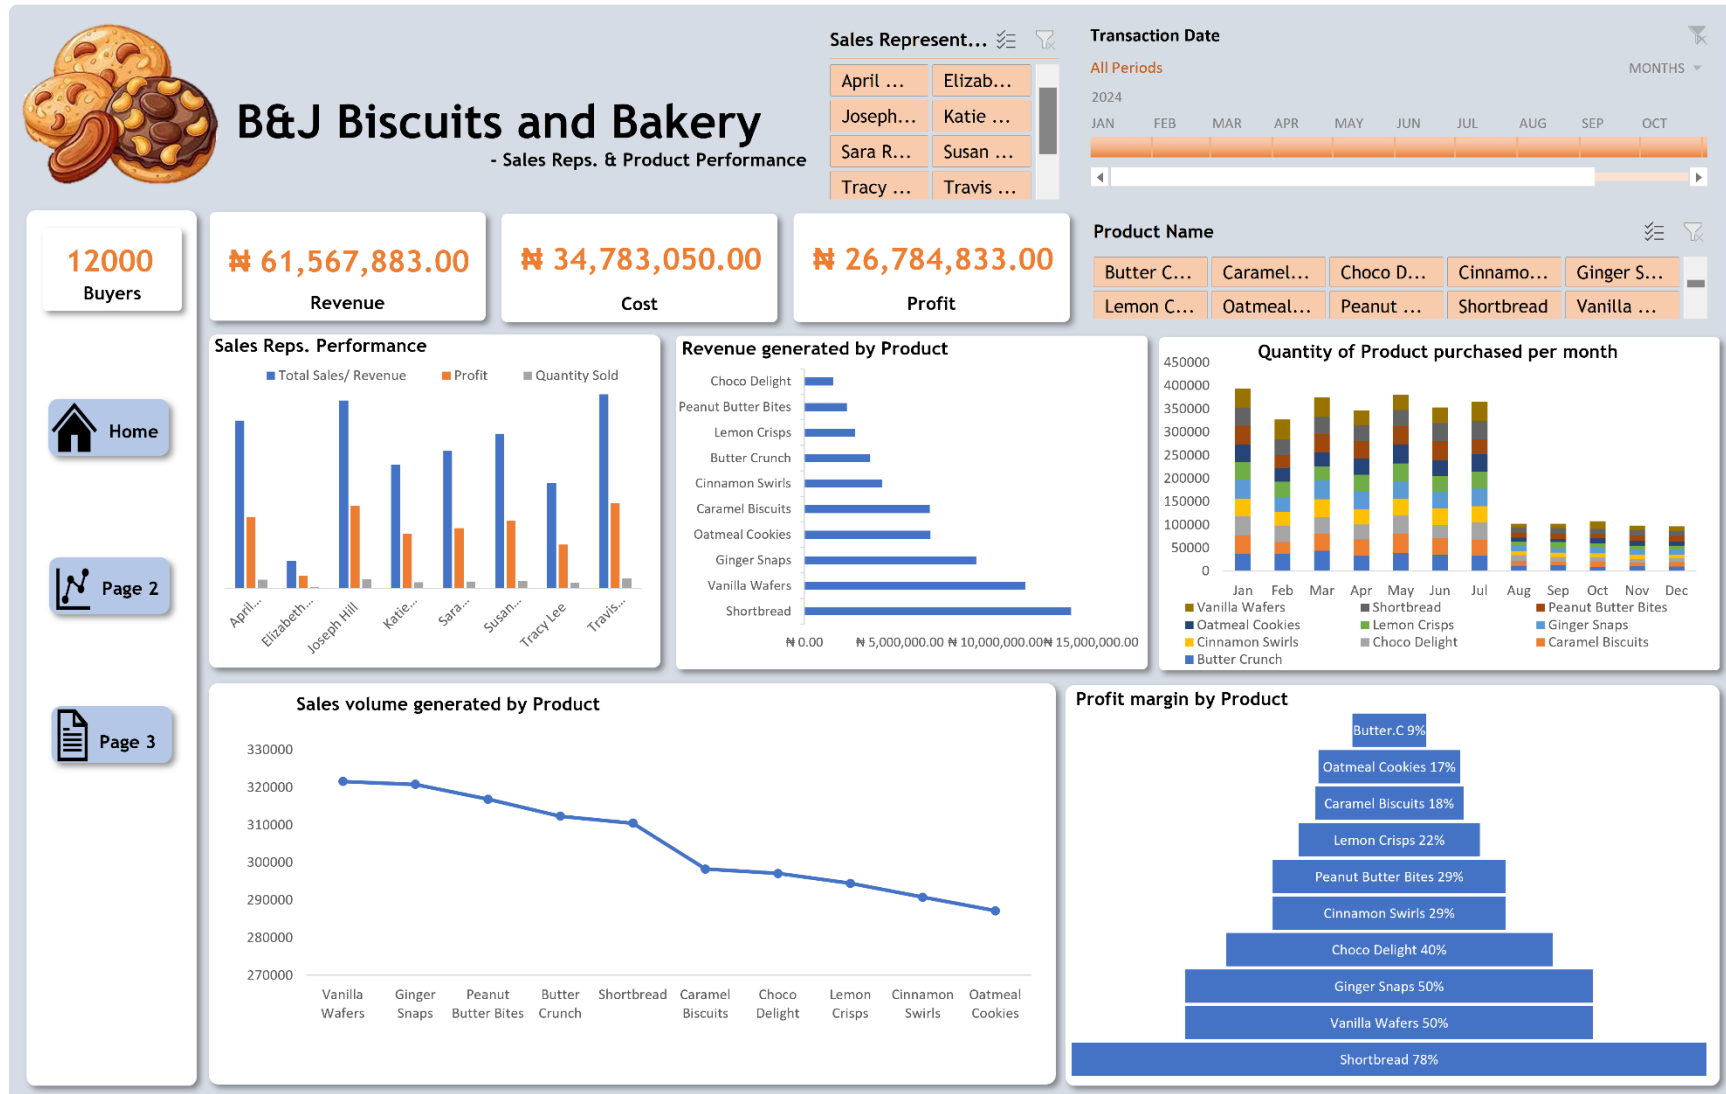 B&J Biscuits and Bakery
- Sales Reps. & Product Performance
Sales Represent...
April ...
Elizab...
Joseph...
Katie ...
Sara R...
Susan ...
Tracy ...
Travis ...
Transaction Date
All Periods
MONTHS
2024
JAN FEB MAR APR MAY JUN JUL AUG SEP OCT
12000
Buyers
₦ 61,567,883.00
Revenue
₦ 34,783,050.00
Cost
₦ 26,784,833.00
Profit
Product Name
Butter C...
Caramel...
Choco D...
Cinnamo...
Ginger S...
Lemon C...
Oatmeal...
Peanut ...
Shortbread
Vanilla ...
Home
Page 2
Page 3
Sales Reps. Performance
Total Sales/ Revenue
Profit
Quantity Sold
April...
Elizabeth...
Joseph Hill
Katie...
Sara...
Susan...
Tracy Lee
Travis...
Revenue generated by Product
Choco Delight
Peanut Butter Bites
Lemon Crisps
Butter Crunch
Cinnamon Swirls
Caramel Biscuits
Oatmeal Cookies
Ginger Snaps
Vanilla Wafers
Shortbread
₦ 0.00 ₦ 5,000,000.00 ₦ 10,000,000.00 ₦ 15,000,000.00
Quantity of Product purchased per month
450000
400000
350000
300000
250000
200000
150000
100000
50000
0
Jan Feb Mar Apr May Jun Jul Aug Sep Oct Nov Dec
Vanilla Wafers
Shortbread
Peanut Butter Bites
Oatmeal Cookies
Lemon Crisps
Ginger Snaps
Cinnamon Swirls
Choco Delight
Caramel Biscuits
Butter Crunch
Sales volume generated by Product
330000
320000
310000
300000
290000
280000
270000
Vanilla Wafers
Ginger Snaps
Peanut Butter Bites
Butter Crunch
Shortbread
Caramel Biscuits
Choco Delight
Lemon Crisps
Cinnamon Swirls
Oatmeal Cookies
Profit margin by Product
Butter.C 9%
Oatmeal Cookies 17%
Caramel Biscuits 18%
Lemon Crisps 22%
Peanut Butter Bites 29%
Cinnamon Swirls 29%
Choco Delight 40%
Ginger Snaps 50%
Vanilla Wafers 50%
Shortbread 78%